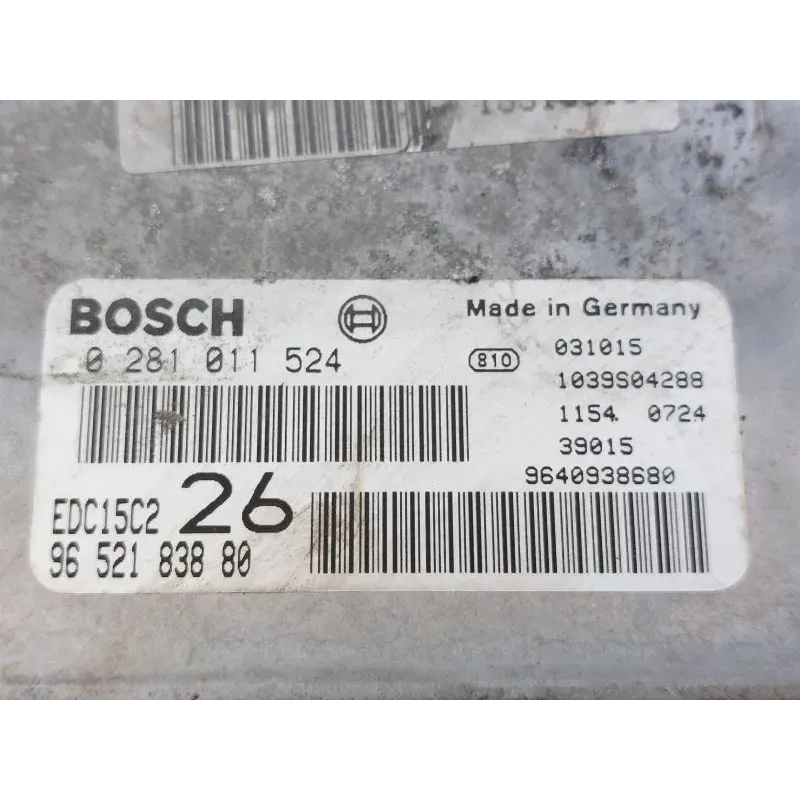 BOSCH
Made in Germany
0 281 011 524
810
031015
1039S04288
1154. 0724
39015
9640938680
EDC15C2
26
96 521 838 80